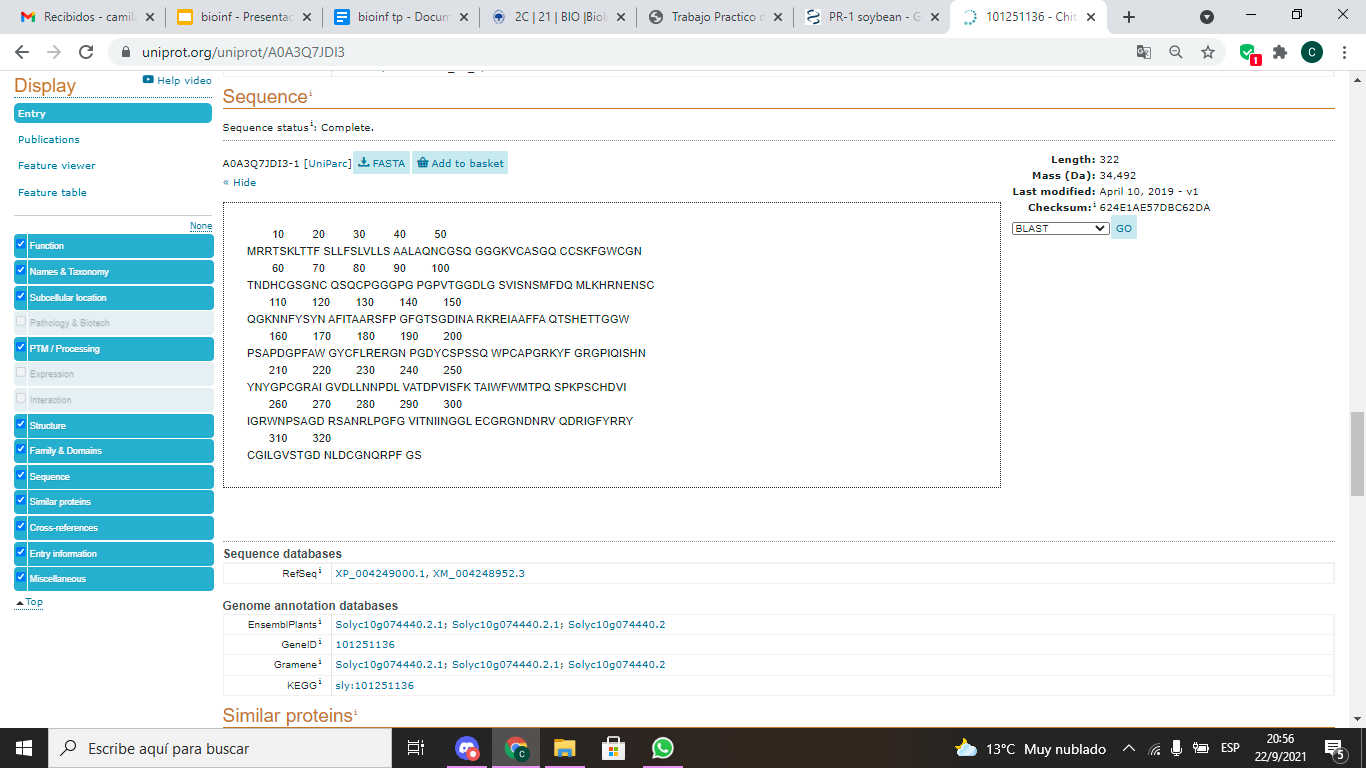 Recibidos - camil
bioinf - Presentac
bioinf tp - Docum
2C | 21 | BIO |Biol
Trabajo Practico c
PR-1 soybean - G
101251136 - Chit
uniprot.org/uniprot/A0A3Q7JDI3
1
C
Display
Help video
Entry
Publications
Feature viewer
Feature table
None
Function
Names & Taxonomy
Subcellular location
Pathology & Biotech
PTM / Processing
Expression
Interaction
Structure
Family & Domains
Sequence
Similar proteins
Cross-references
Entry information
Miscellaneous
Top
Sequence i
Sequence status i: Complete.
A0A3Q7JDI3-1 [UniParc] FASTA Add to basket
« Hide
Length: 322
Mass (Da): 34,492
Last modified: April 10, 2019 - v1
Checksum: i 624E1AE57DBC62DA
BLAST GO
10 20 30 40 50
MRRTSKLTTF SLLFSLVLLS AALAQNCGSQ GGGKVCASGQ CCSKFGWCGN
60 70 80 90 100
TNDHCGSGNC QSQCPGGGPG PGPVTGGDLG SVISNSMFDQ MLKHRNENSC
110 120 130 140 150
QGKNNFYSYN AFITAARSFP GFGTSGDINA RKREIAAFFA QTSHETTGGW
160 170 180 190 200
PSAPDGPFAW GYCFLRERGN PGDYCSPSSQ WPCAPGRKYF GRGPIQISHN
210 220 230 240 250
YNYGPCGRAI GVDLLNNPDL VATDPVISFK TAIWFWMTPQ SPKPSCHDVI
260 270 280 290 300
IGRWNPSAGD RSANRLPGFG VITNIINGGL ECGRGNDNRV QDRIGFYRRY
310 320
CGILGVSTGD NLDCGNQRPF GS
Sequence databases
RefSeq i XP_004249000.1, XM_004248952.3
Genome annotation databases
EnsemblPlants i Solyc10g074440.2.1; Solyc10g074440.2.1; Solyc10g074440.2
GeneID i 101251136
Gramene i Solyc10g074440.2.1; Solyc10g074440.2.1; Solyc10g074440.2
KEGG i sly:101251136
Similar proteins i
Escribe aquí para buscar
C
13°C Muy nublado
ESP
20:56
22/9/2021
5